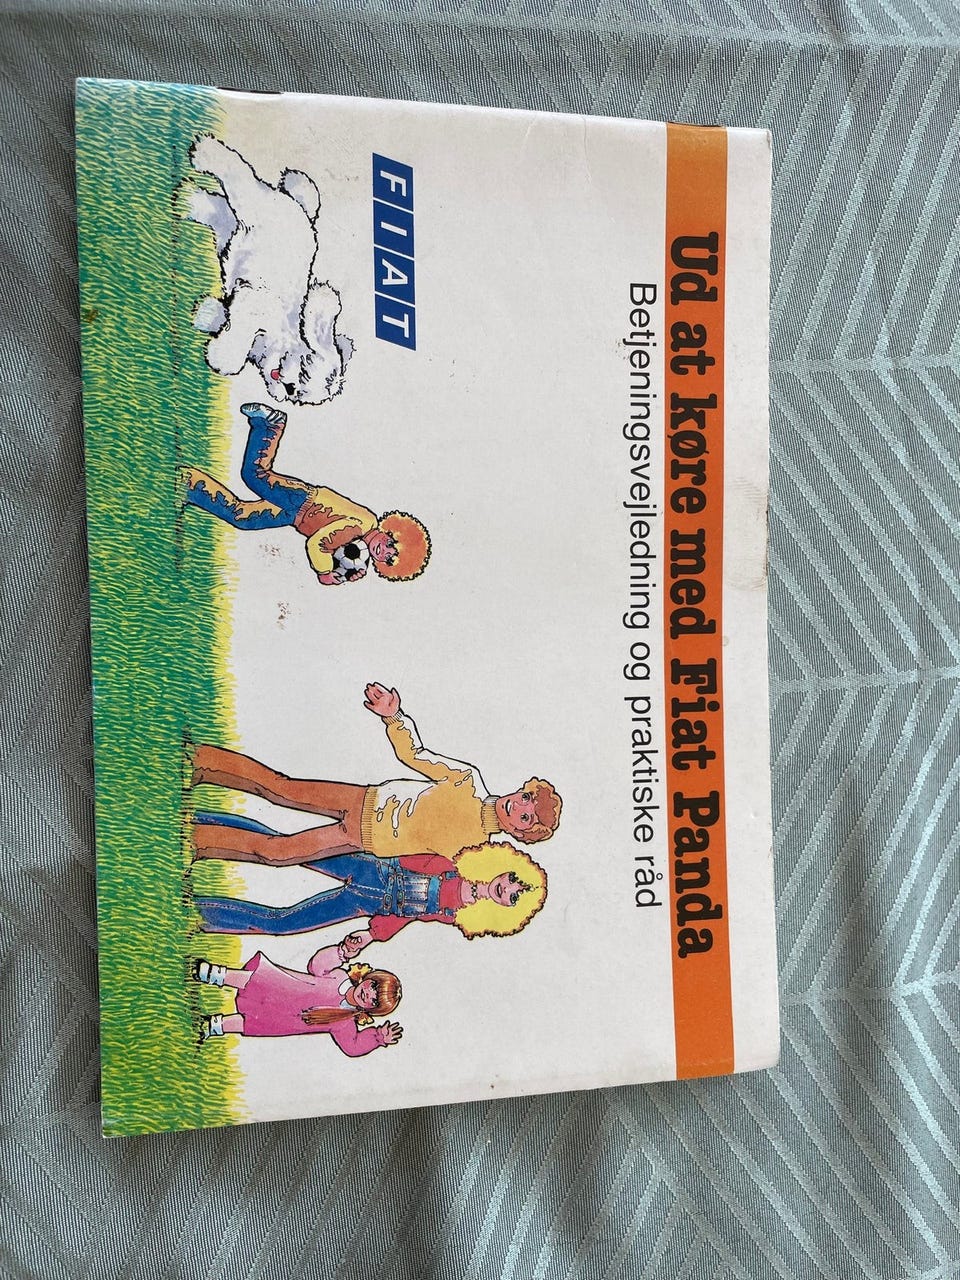 Ud at køre med Fiat Panda
Betjeningsvejledning og praktiske råd
FIAT